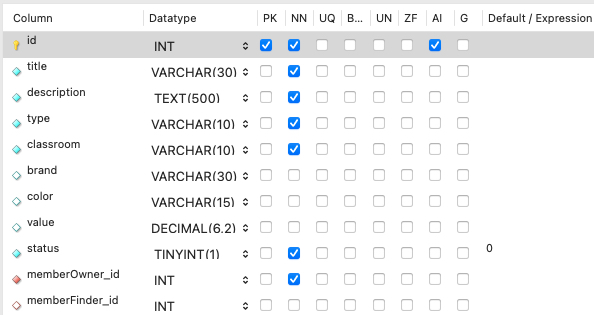 Column Datatype PK NN UQ B... UN ZF AI G Default / Expression
id INT
title VARCHAR(30)
description TEXT(500)
type VARCHAR(10)
classroom VARCHAR(10)
brand VARCHAR(30)
color VARCHAR(15)
value DECIMAL(6.2)
status TINYINT(1) 0
memberOwner_id INT
memberFinder_id INT